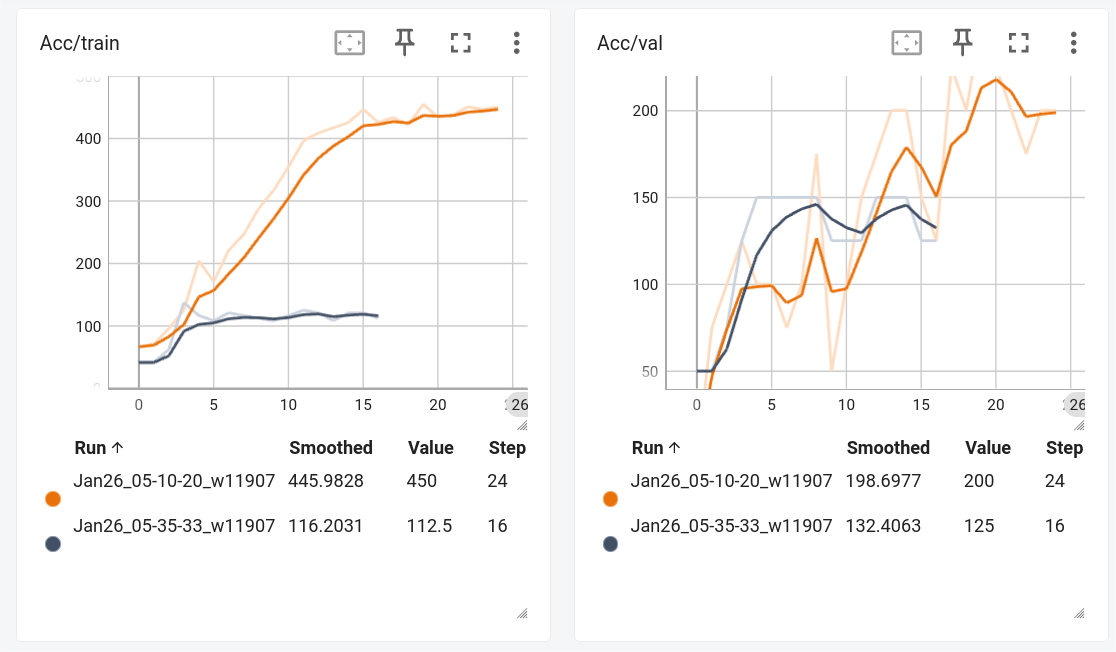 Acc/train
400
300
200
100
0 5 10 15 20 26
Run ↑ Smoothed Value Step
Jan26_05-10-20_w11907 445.9828 450 24
Jan26_05-35-33_w11907 116.2031 112.5 16
Acc/val
200
150
100
50
0 5 10 15 20 26
Run ↑ Smoothed Value Step
Jan26_05-10-20_w11907 198.6977 200 24
Jan26_05-35-33_w11907 132.4063 125 16